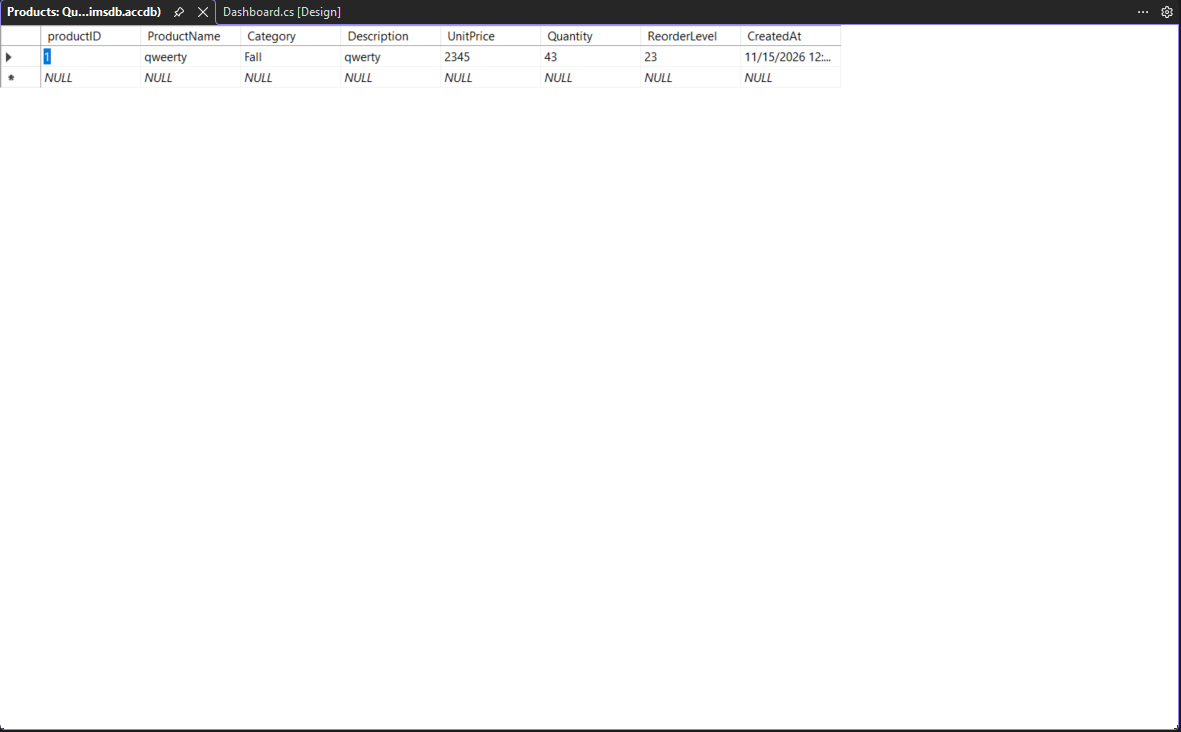 Products: Qu...imsdb.accdb) Dashboard.cs [Design]
productID ProductName Category Description UnitPrice Quantity ReorderLevel CreatedAt
1 qweerty Fall qwerty 2345 43 23 11/15/2026 12:...
* NULL NULL NULL NULL NULL NULL NULL NULL